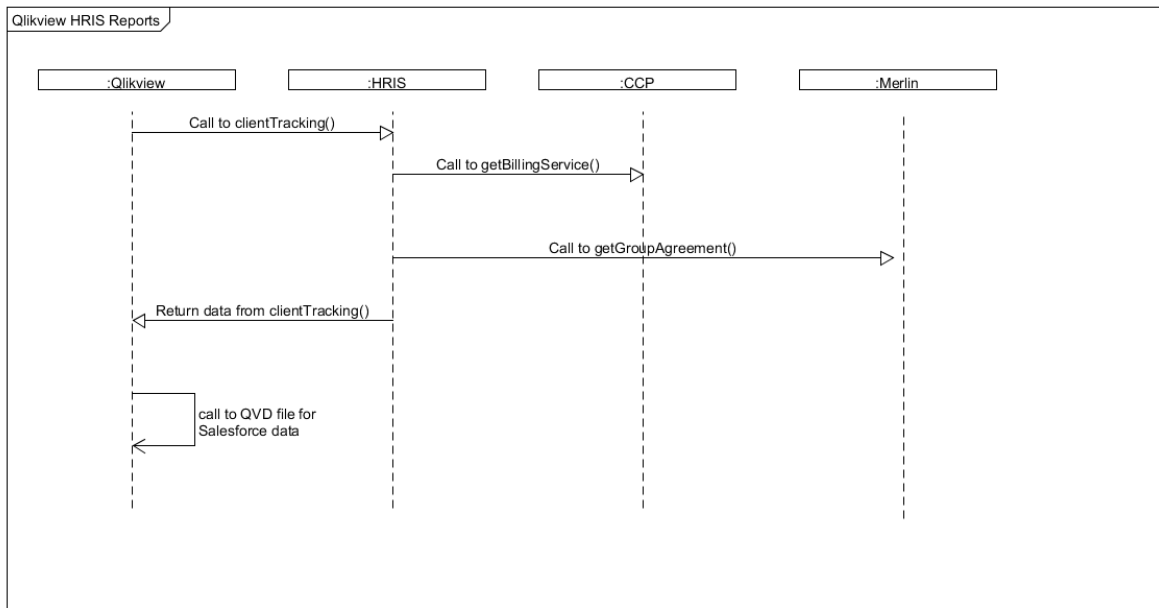 Qlikview HRIS Reports
:Qlikview
:HRIS
:CCP
:Merlin
Call to clientTracking()
Call to getBillingService()
Call to getGroupAgreement()
Return data from clientTracking()
call to QVD file for
Salesforce data